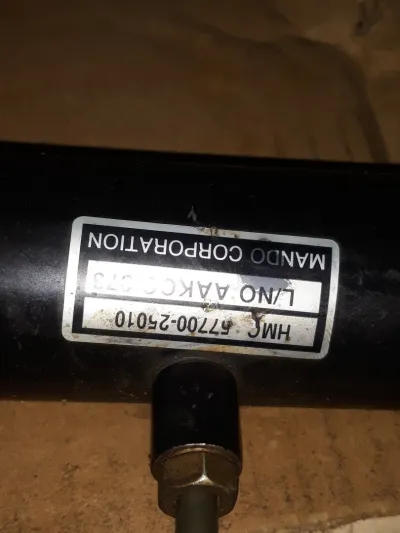 HMC 57700-25010
L/NO AAKC
MANDO CORPORATION